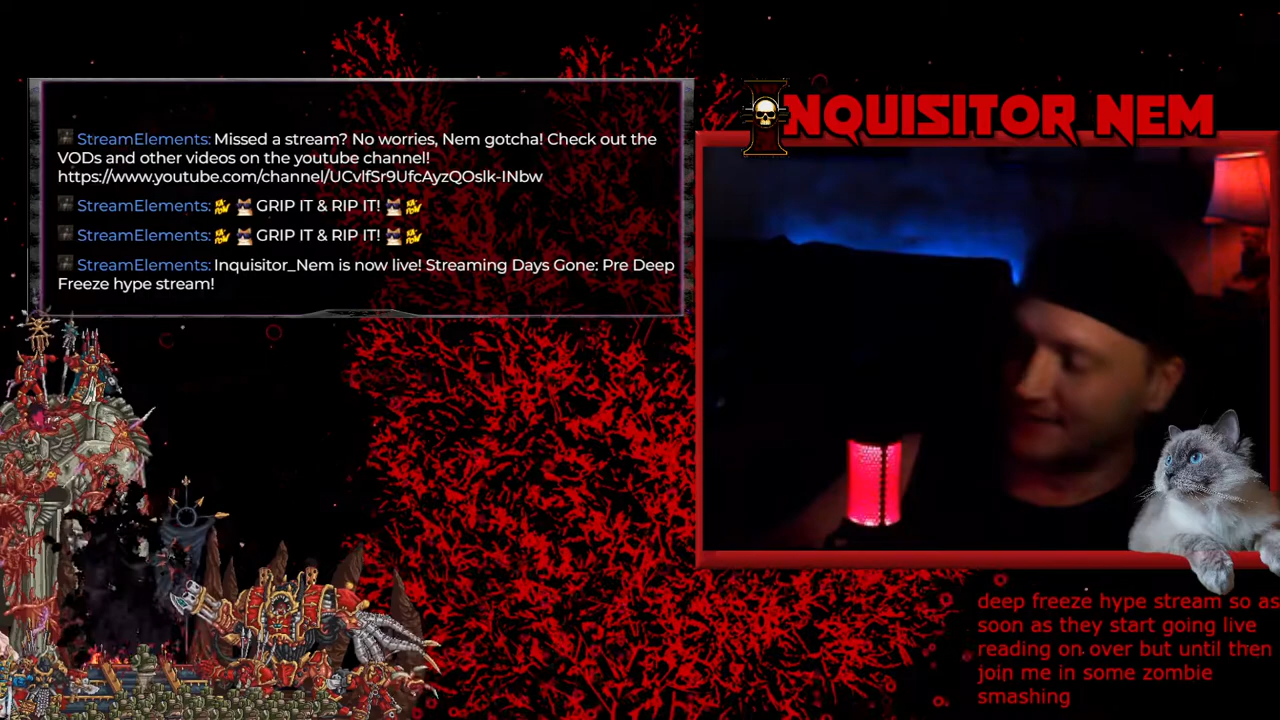 StreamElements: Missed a stream? No worries, Nem gotcha! Check out the
VODs and other videos on the youtube channel!
https://www.youtube.com/channel/UCvlfSr9UfcAyzQOslk-INbw
StreamElements: GRIP IT & RIP IT!
StreamElements: GRIP IT & RIP IT!
StreamElements: Inquisitor_Nem is now live! Streaming Days Gone: Pre Deep
Freeze hype stream!
INQUISITOR NEM
deep freeze hype stream so as
soon as they start going live
reading on over but until then
join me in some zombie
smashing